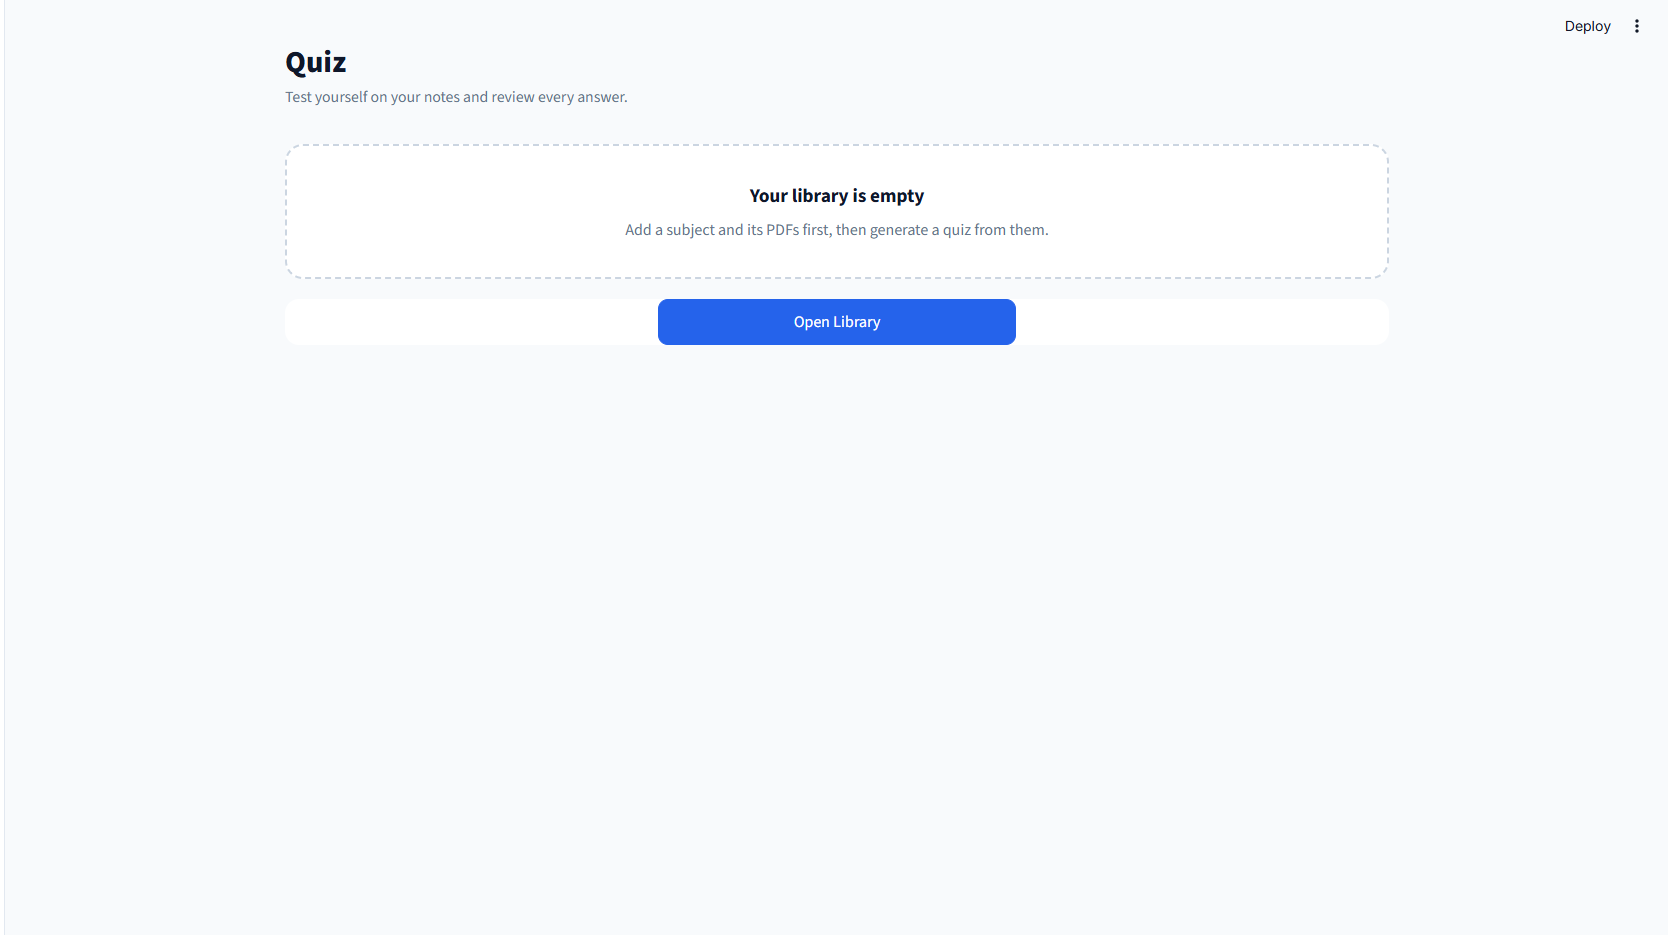 Deploy
Quiz
Test yourself on your notes and review every answer.
Your library is empty
Add a subject and its PDFs first, then generate a quiz from them.
Open Library